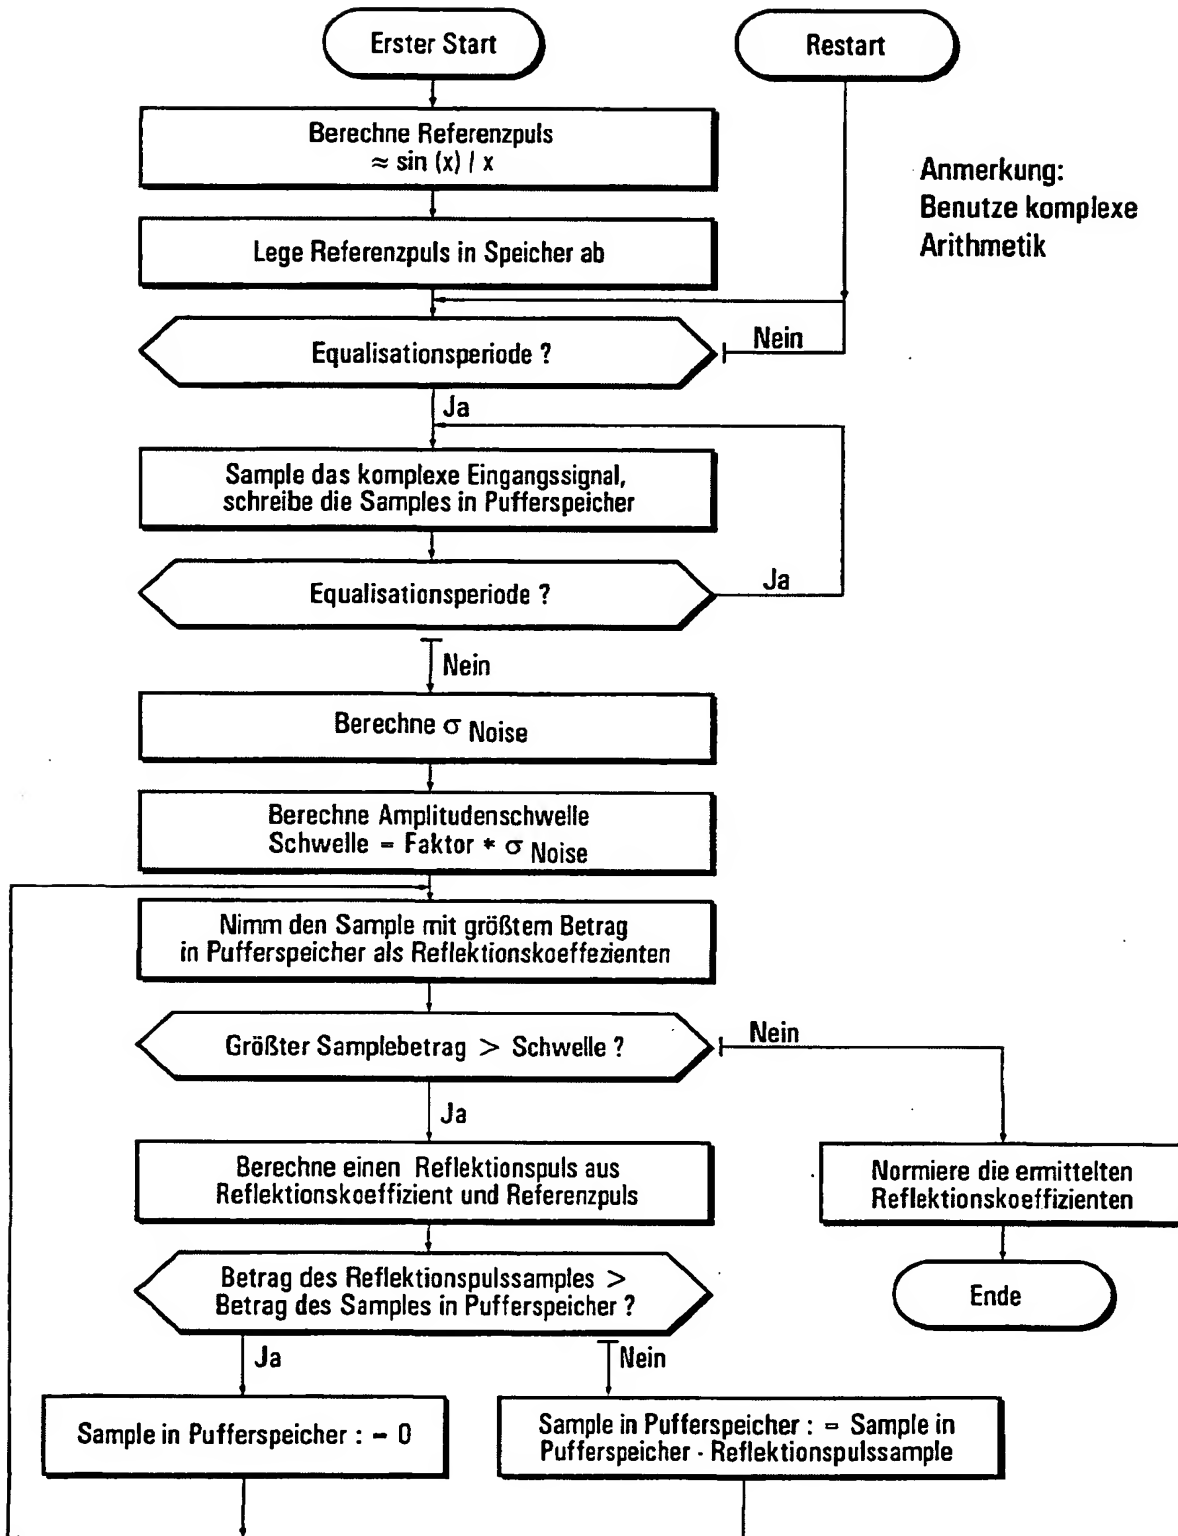 Erster Start
Restart
Berechne Referenzpuls
≈ sin (x) / x
Anmerkung:
Benutze komplexe
Arithmetik
Lege Referenzpuls in Speicher ab
Equalisationsperiode ?
Nein
Ja
Sample das komplexe Eingangssignal,
schreibe die Samples in Pufferspeicher
Equalisationsperiode ?
Ja
Nein
Berechne σ Noise
Berechne Amplitudenschwelle
Schwelle = Faktor * σ Noise
Nimm den Sample mit größtem Betrag
in Pufferspeicher als Reflektionskoeffezienten
Größter Samplebetrag > Schwelle ?
Nein
Ja
Berechne einen Reflektionspuls aus
Reflektionskoeffizient und Referenzpuls
Normiere die ermittelten
Reflektionskoeffizienten
Betrag des Reflektionspulssamples >
Betrag des Samples in Pufferspeicher ?
Ende
Ja
Nein
Sample in Pufferspeicher : = 0
Sample in Pufferspeicher : = Sample in
Pufferspeicher - Reflektionspulssample